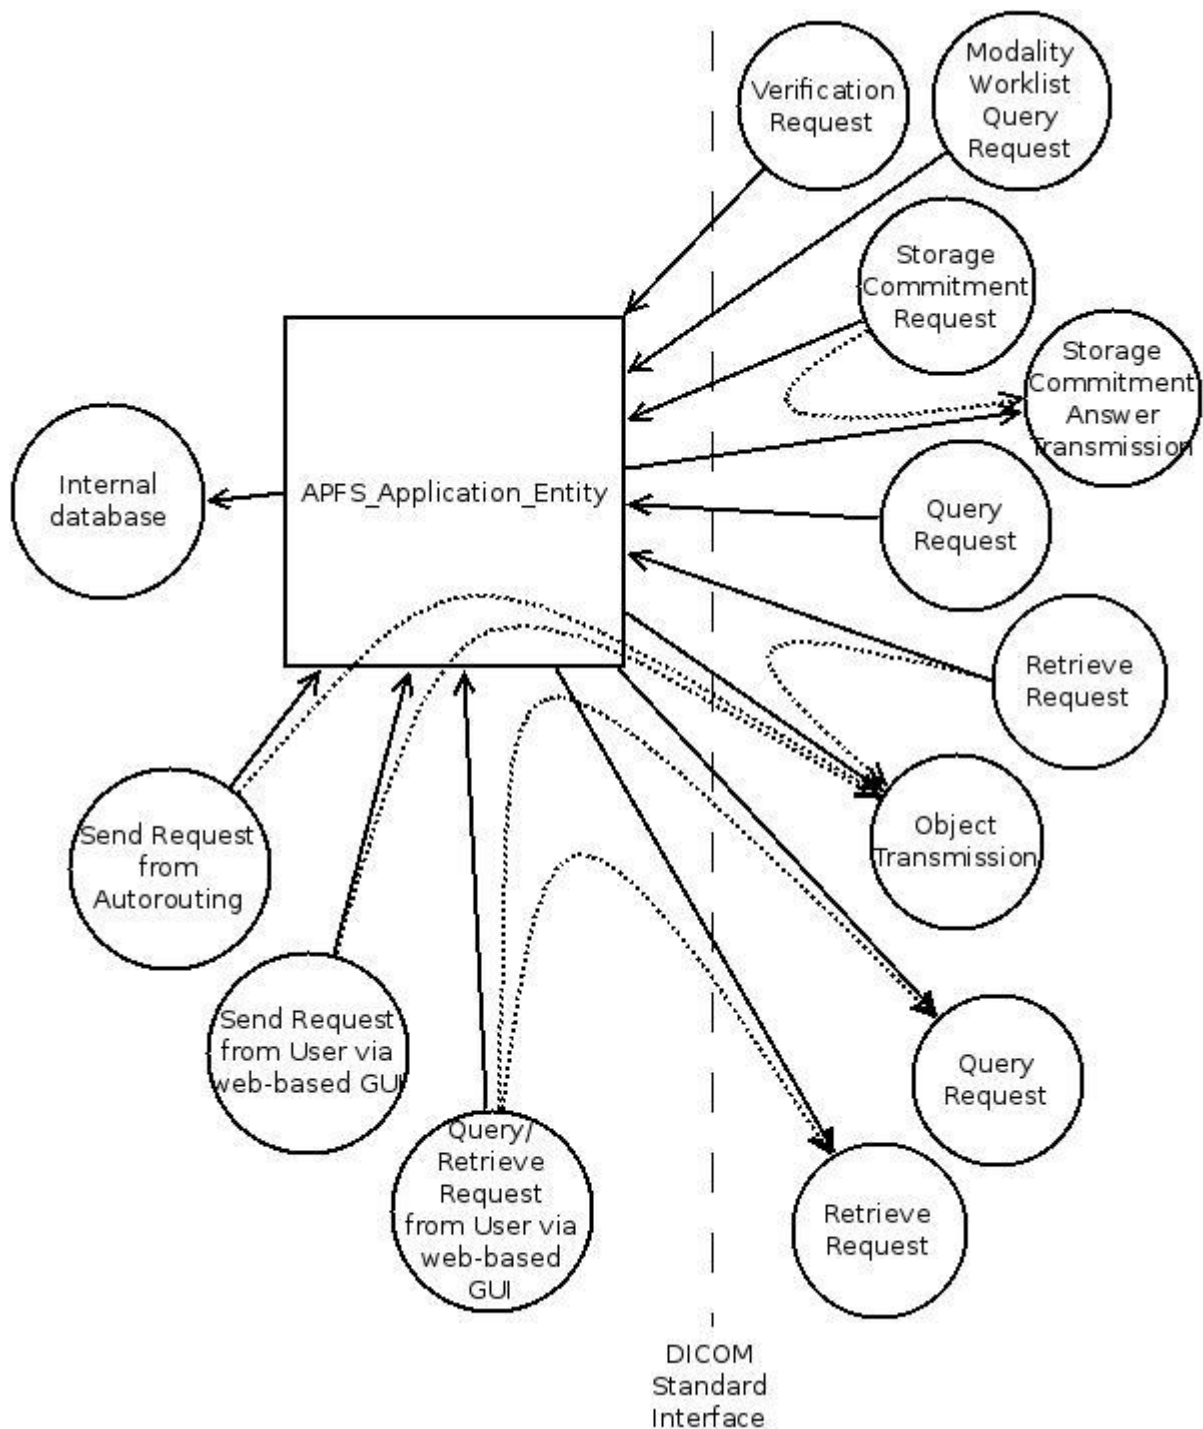 Verification
Request
Modality
Worklist
Query
Request
Storage
Commitment
Request
Storage
Commitment
Answer
Transmission
Internal
database
APFS_Application_Entity
Query
Request
Retrieve
Request
Send Request
from
Autorouting
Object
Transmission
Send Request
from User via
web-based GUI
Query
Request
Query/
Retrieve
Request
from User via
web-based
GUI
Retrieve
Request
DICOM
Standard
Interface